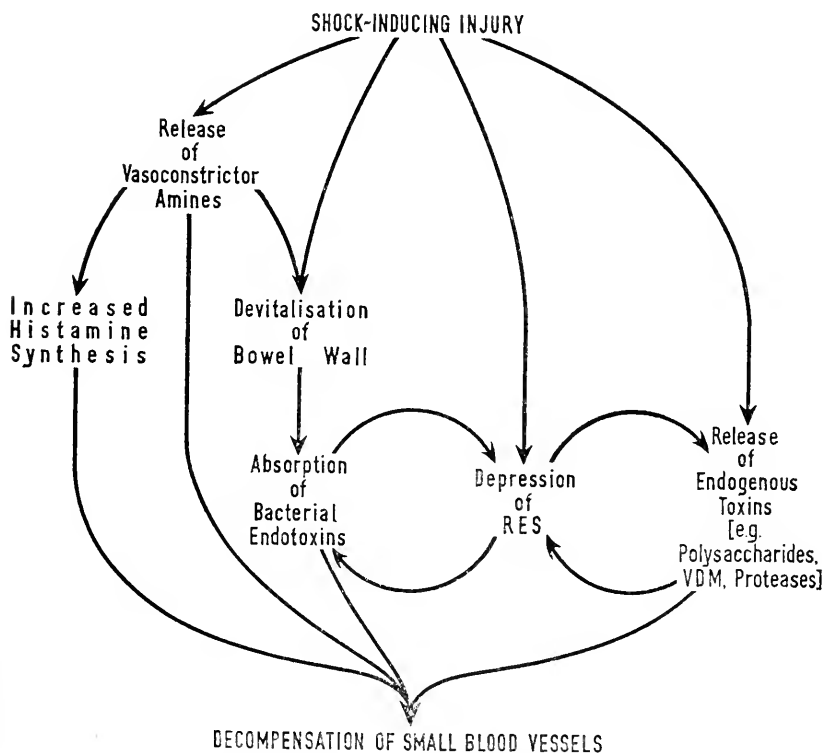 SHOCK-INDUCING INJURY
Release
of
Vasoconstrictor
Amines
Increased
Histamine
Synthesis
Devitalisation
of
Bowel Wall
Absorption
of
Bacterial
Endotoxins
Depression
of
RES
Release
of
Endogenous
Toxins
[e.g.
Polysaccharides,
VDM, Proteases]
DECOMPENSATION OF SMALL BLOOD VESSELS